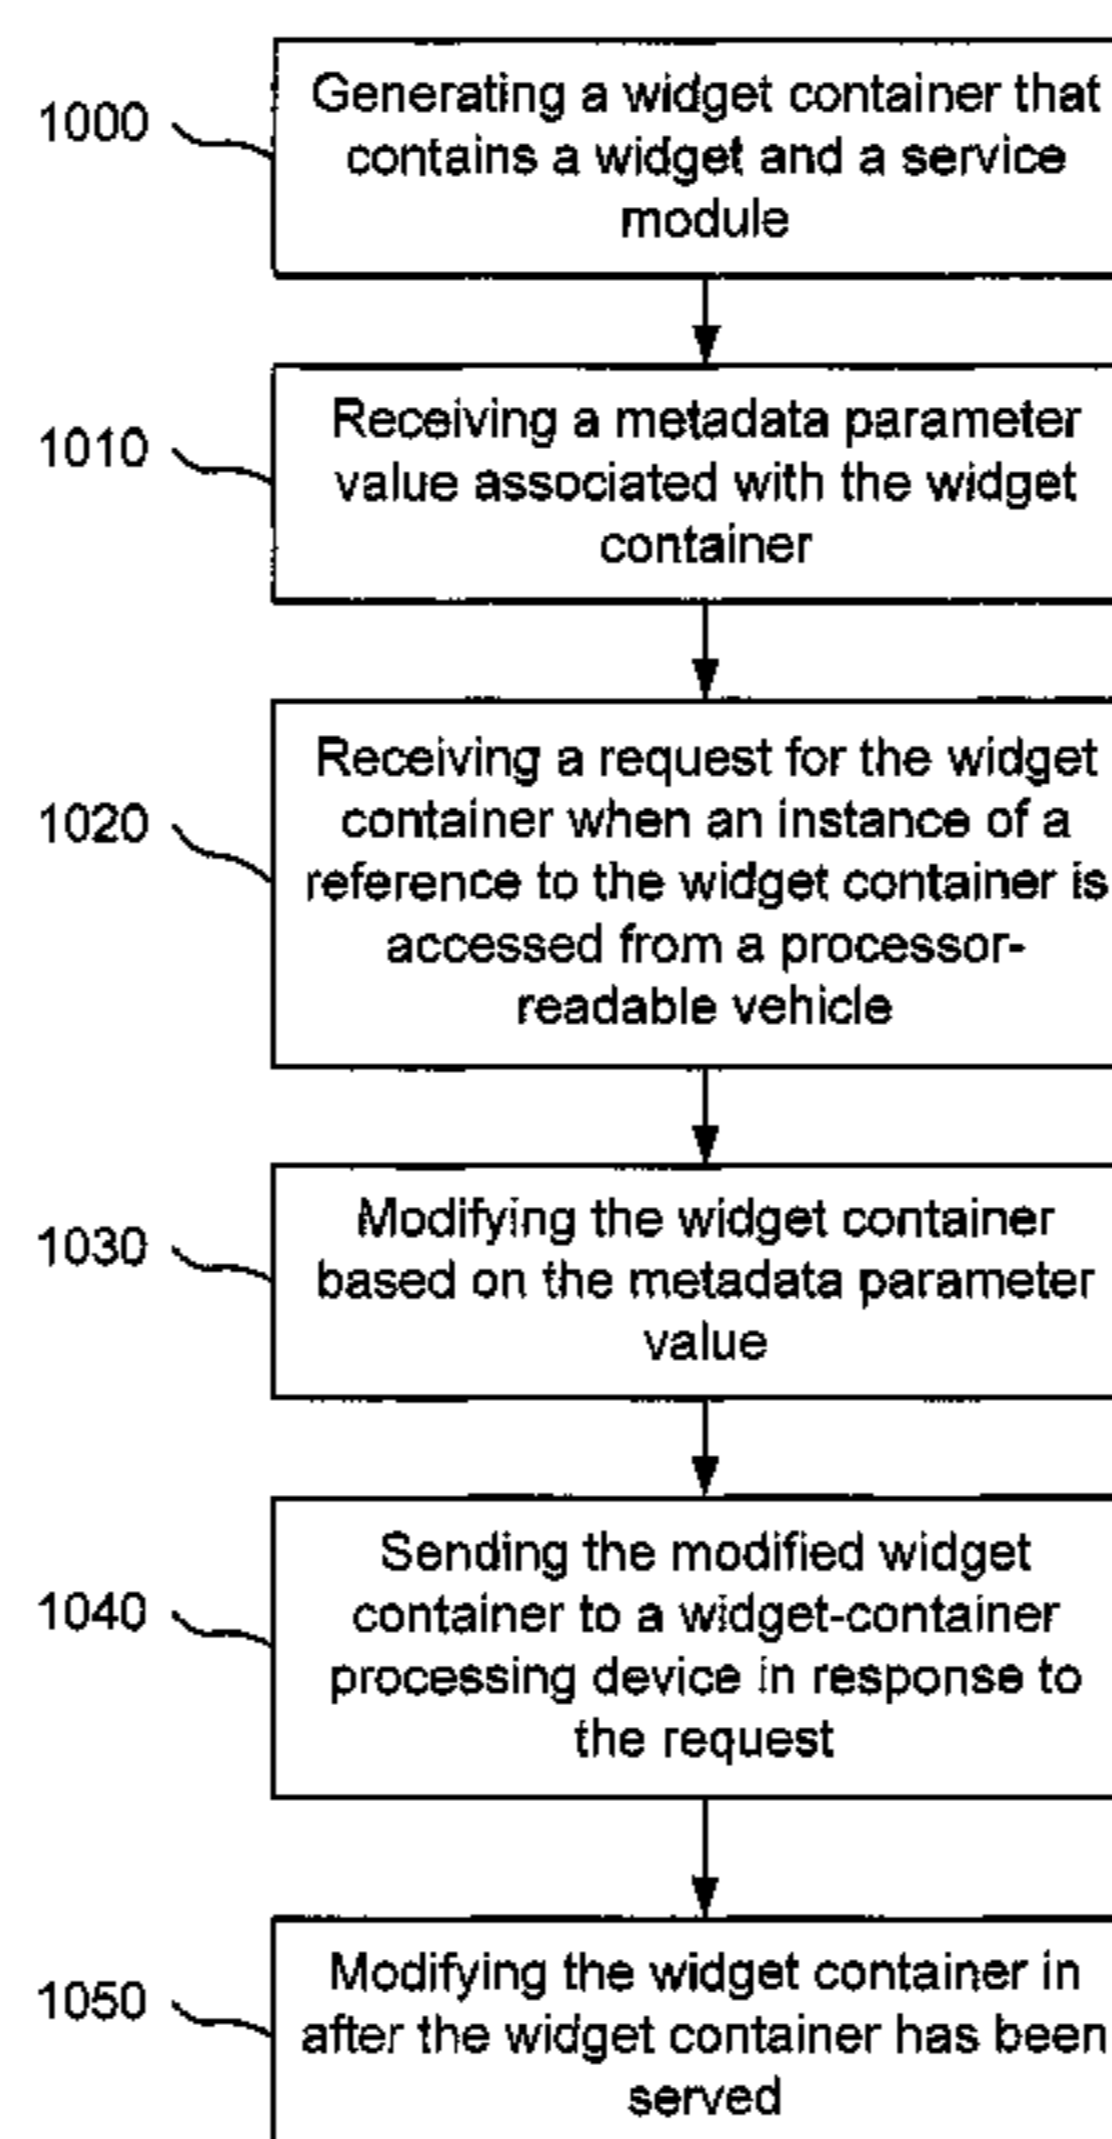 1000
Generating a widget container that
contains a widget and a service
module
1010
Receiving a metadata parameter
value associated with the widget
container
1020
Receiving a request for the widget
container when an instance of a
reference to the widget container is
accessed from a processor-
readable vehicle
1030
Modifying the widget container
based on the metadata parameter
value
1040
Sending the modified widget
container to a widget-container
processing device in response to
the request
1050
Modifying the widget container in
after the widget container has been
served